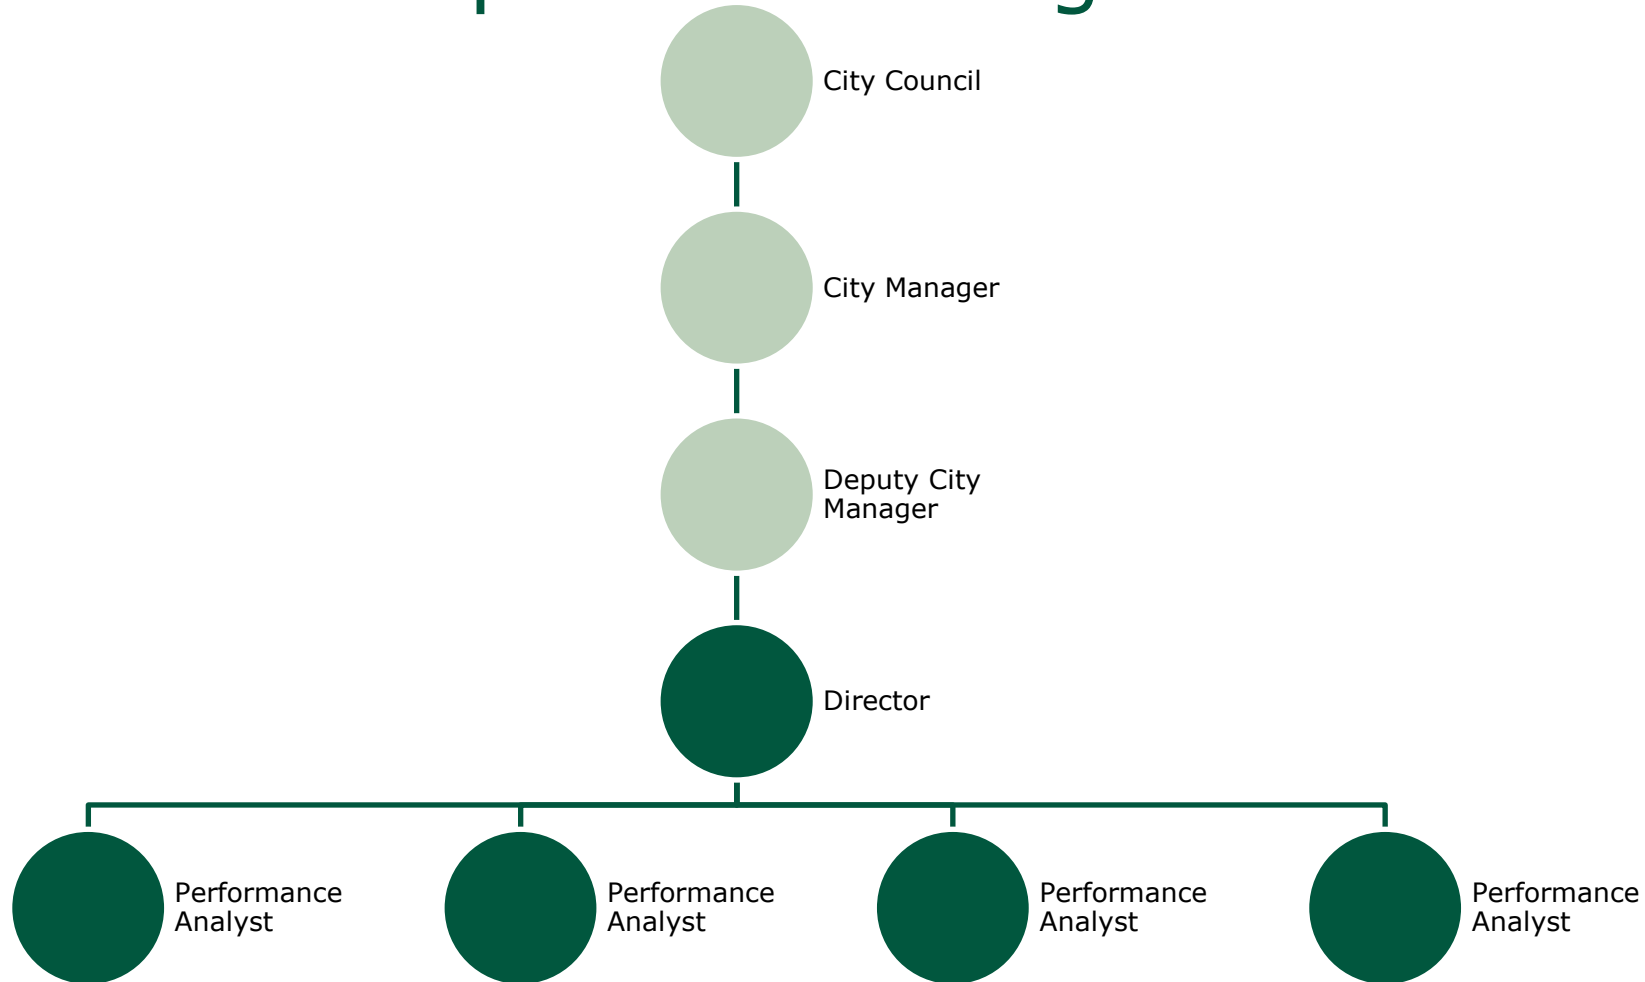 City Council
City Manager
Deputy City
Manager
Director
Performance
Analyst
Performance
Analyst
Performance
Analyst
Performance
Analyst